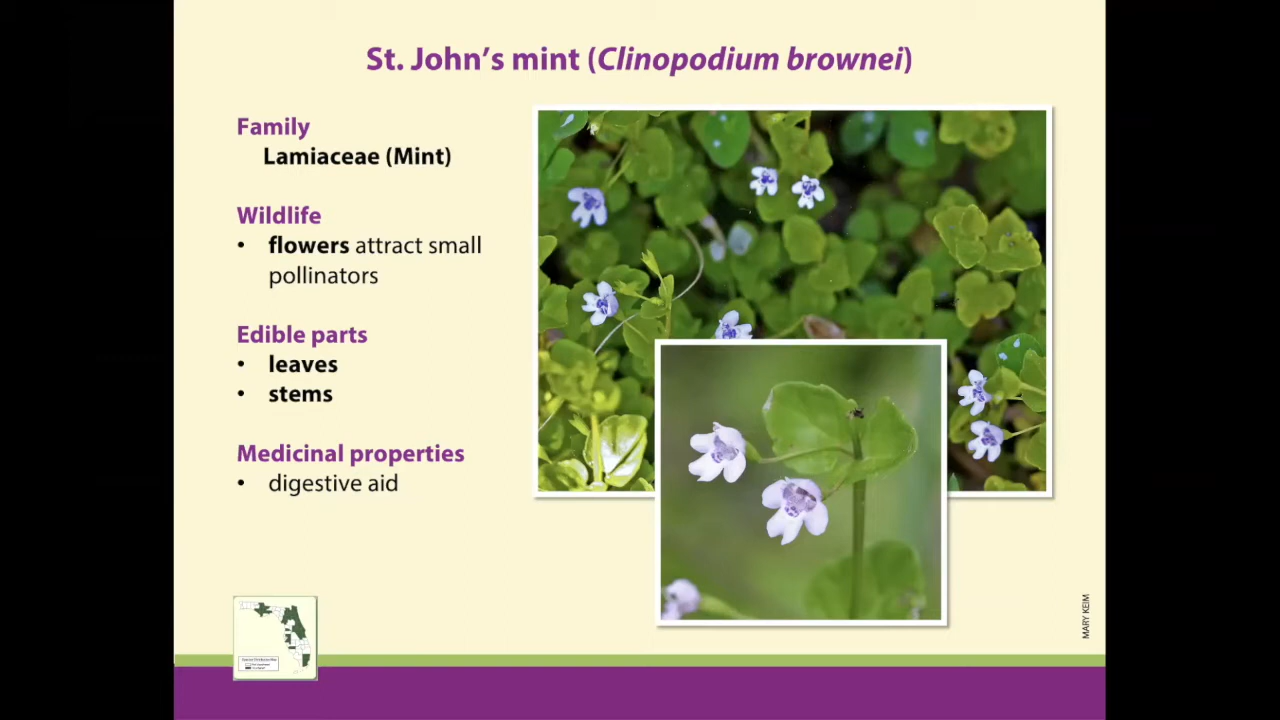 St. John’s mint (Clinopodium brownei)
Family
Lamiaceae (Mint)
Wildlife
• flowers attract small
pollinators
Edible parts
• leaves
• stems
Medicinal properties
• digestive aid
MARY KEIM